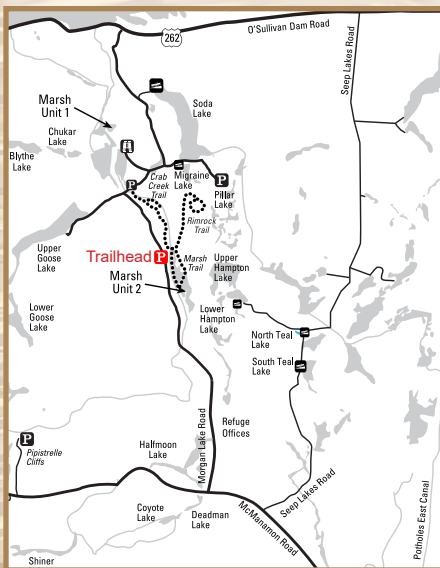 O'Sullivan Dam Road
262
Seep Lakes Road
Marsh
Unit 1
Soda
Lake
Chukar
Lake
Blythe
Lake
Crab
Creek
Trail
Migraine
Lake
P
P
Pillar
Lake
Rimrock
Trail
Upper
Goose
Lake
Trailhead P
Marsh
Trail
Upper
Hampton
Lake
Marsh
Unit 2
Lower
Goose
Lake
Lower
Hampton
Lake
North Teal
Lake
South Teal
Lake
P
Pipistrelle
Cliffs
Halfmoon
Lake
Morgan Lake Road
Refuge
Offices
Seep Lakes Road
Coyote
Lake
Deadman
Lake
McManamon Road
Potholes East Canal
Shiner